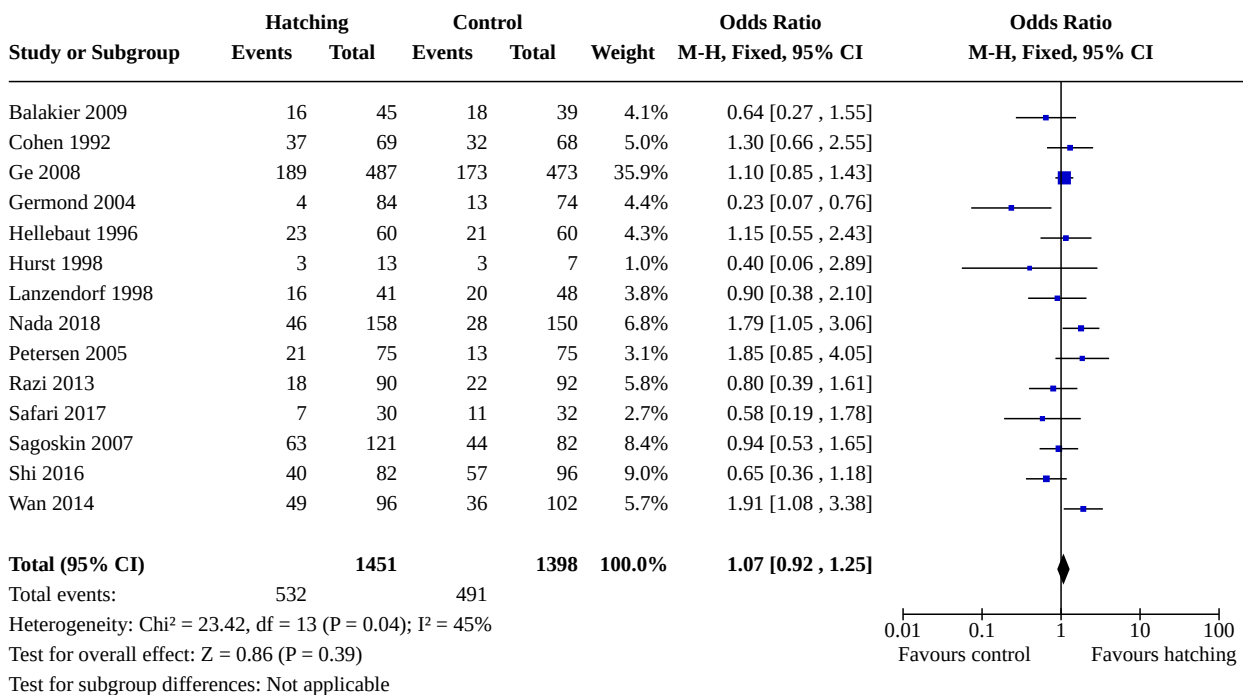 Hatching Control Odds Ratio Odds Ratio
Study or Subgroup Events Total Events Total Weight M-H, Fixed, 95% CI M-H, Fixed, 95% CI
Balakier 2009 16 45 18 39 4.1% 0.64 [0.27 , 1.55]
Cohen 1992 37 69 32 68 5.0% 1.30 [0.66 , 2.55]
Ge 2008 189 487 173 473 35.9% 1.10 [0.85 , 1.43]
Germond 2004 4 84 13 74 4.4% 0.23 [0.07 , 0.76]
Hellebaut 1996 23 60 21 60 4.3% 1.15 [0.55 , 2.43]
Hurst 1998 3 13 3 7 1.0% 0.40 [0.06 , 2.89]
Lanzendorf 1998 16 41 20 48 3.8% 0.90 [0.38 , 2.10]
Nada 2018 46 158 28 150 6.8% 1.79 [1.05 , 3.06]
Petersen 2005 21 75 13 75 3.1% 1.85 [0.85 , 4.05]
Razi 2013 18 90 22 92 5.8% 0.80 [0.39 , 1.61]
Safari 2017 7 30 11 32 2.7% 0.58 [0.19 , 1.78]
Sagoskin 2007 63 121 44 82 8.4% 0.94 [0.53 , 1.65]
Shi 2016 40 82 57 96 9.0% 0.65 [0.36 , 1.18]
Wan 2014 49 96 36 102 5.7% 1.91 [1.08 , 3.38]
Total (95% CI) 1451 1398 100.0% 1.07 [0.92 , 1.25]
Total events: 532 491
Heterogeneity: Chi² = 23.42, df = 13 (P = 0.04); I² = 45%
0.01 0.1 1 10 100
Test for overall effect: Z = 0.86 (P = 0.39)
Favours control Favours hatching
Test for subgroup differences: Not applicable